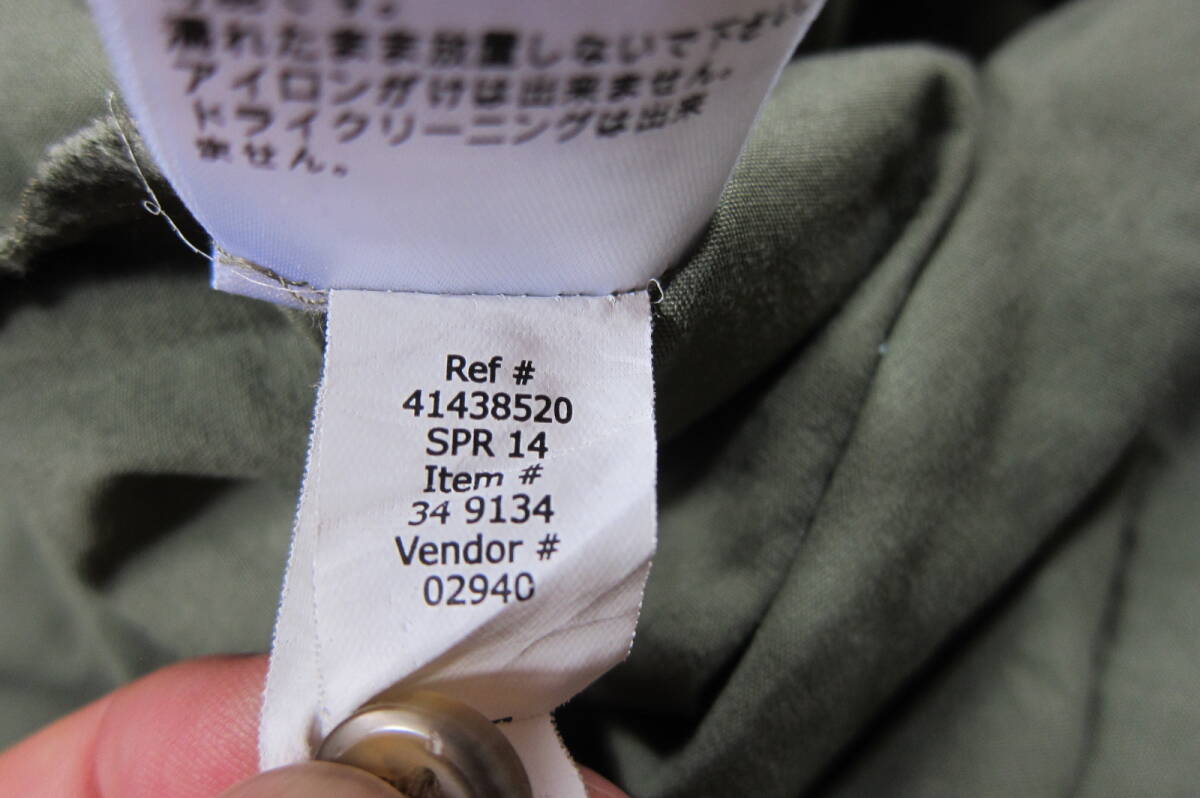 濡れたまま放置しないで下さい
アイロンがけは出来ません。
ドライクリーニングは出来
ません。
Ref #
41438520
SPR 14
Item #
34 9134
Vendor #
02940